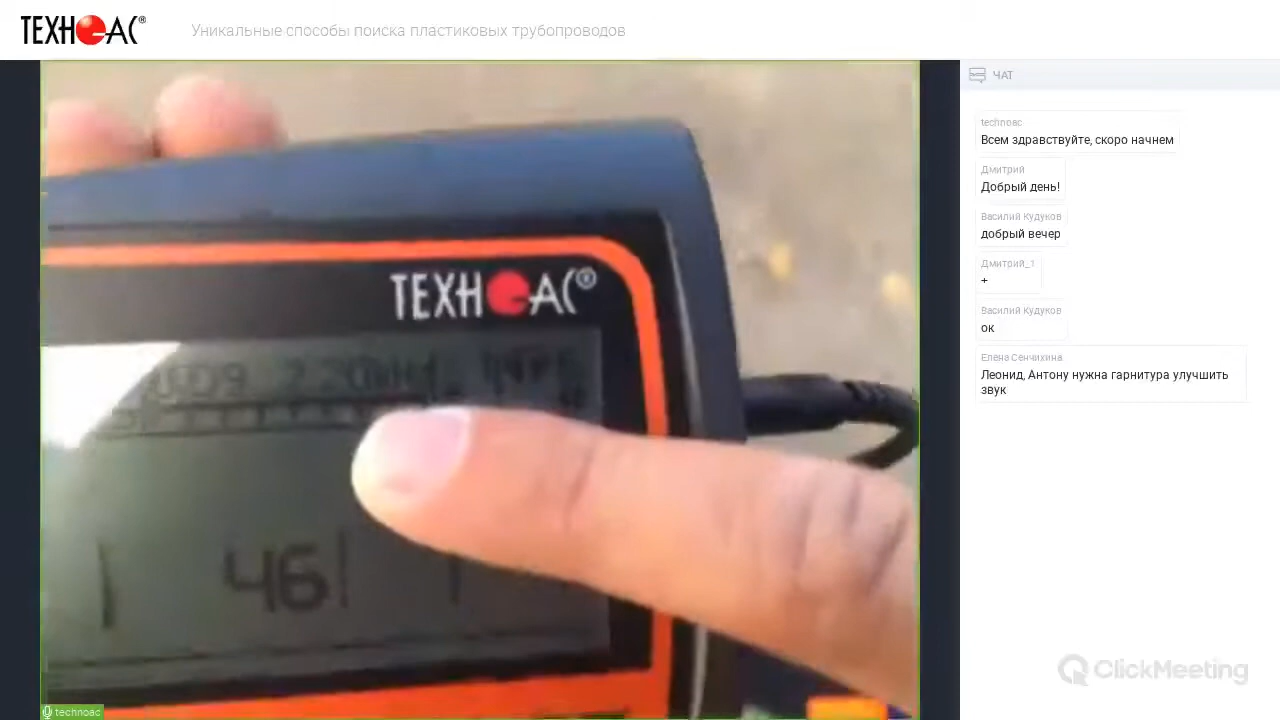 ТЕХНОАС®
Уникальные способы поиска пластиковых трубопроводов
ЧАТ
technoac
Всем здравствуйте, скоро начнем
Дмитрий
Добрый день!
Василий Кудуков
добрый вечер
Дмитрий_1
+
Василий Кудуков
ок
Елена Сенчихина
Леонид, Антону нужна гарнитура улучшить
звук
ТЕХНОАС®
46
technoac
ClickMeeting